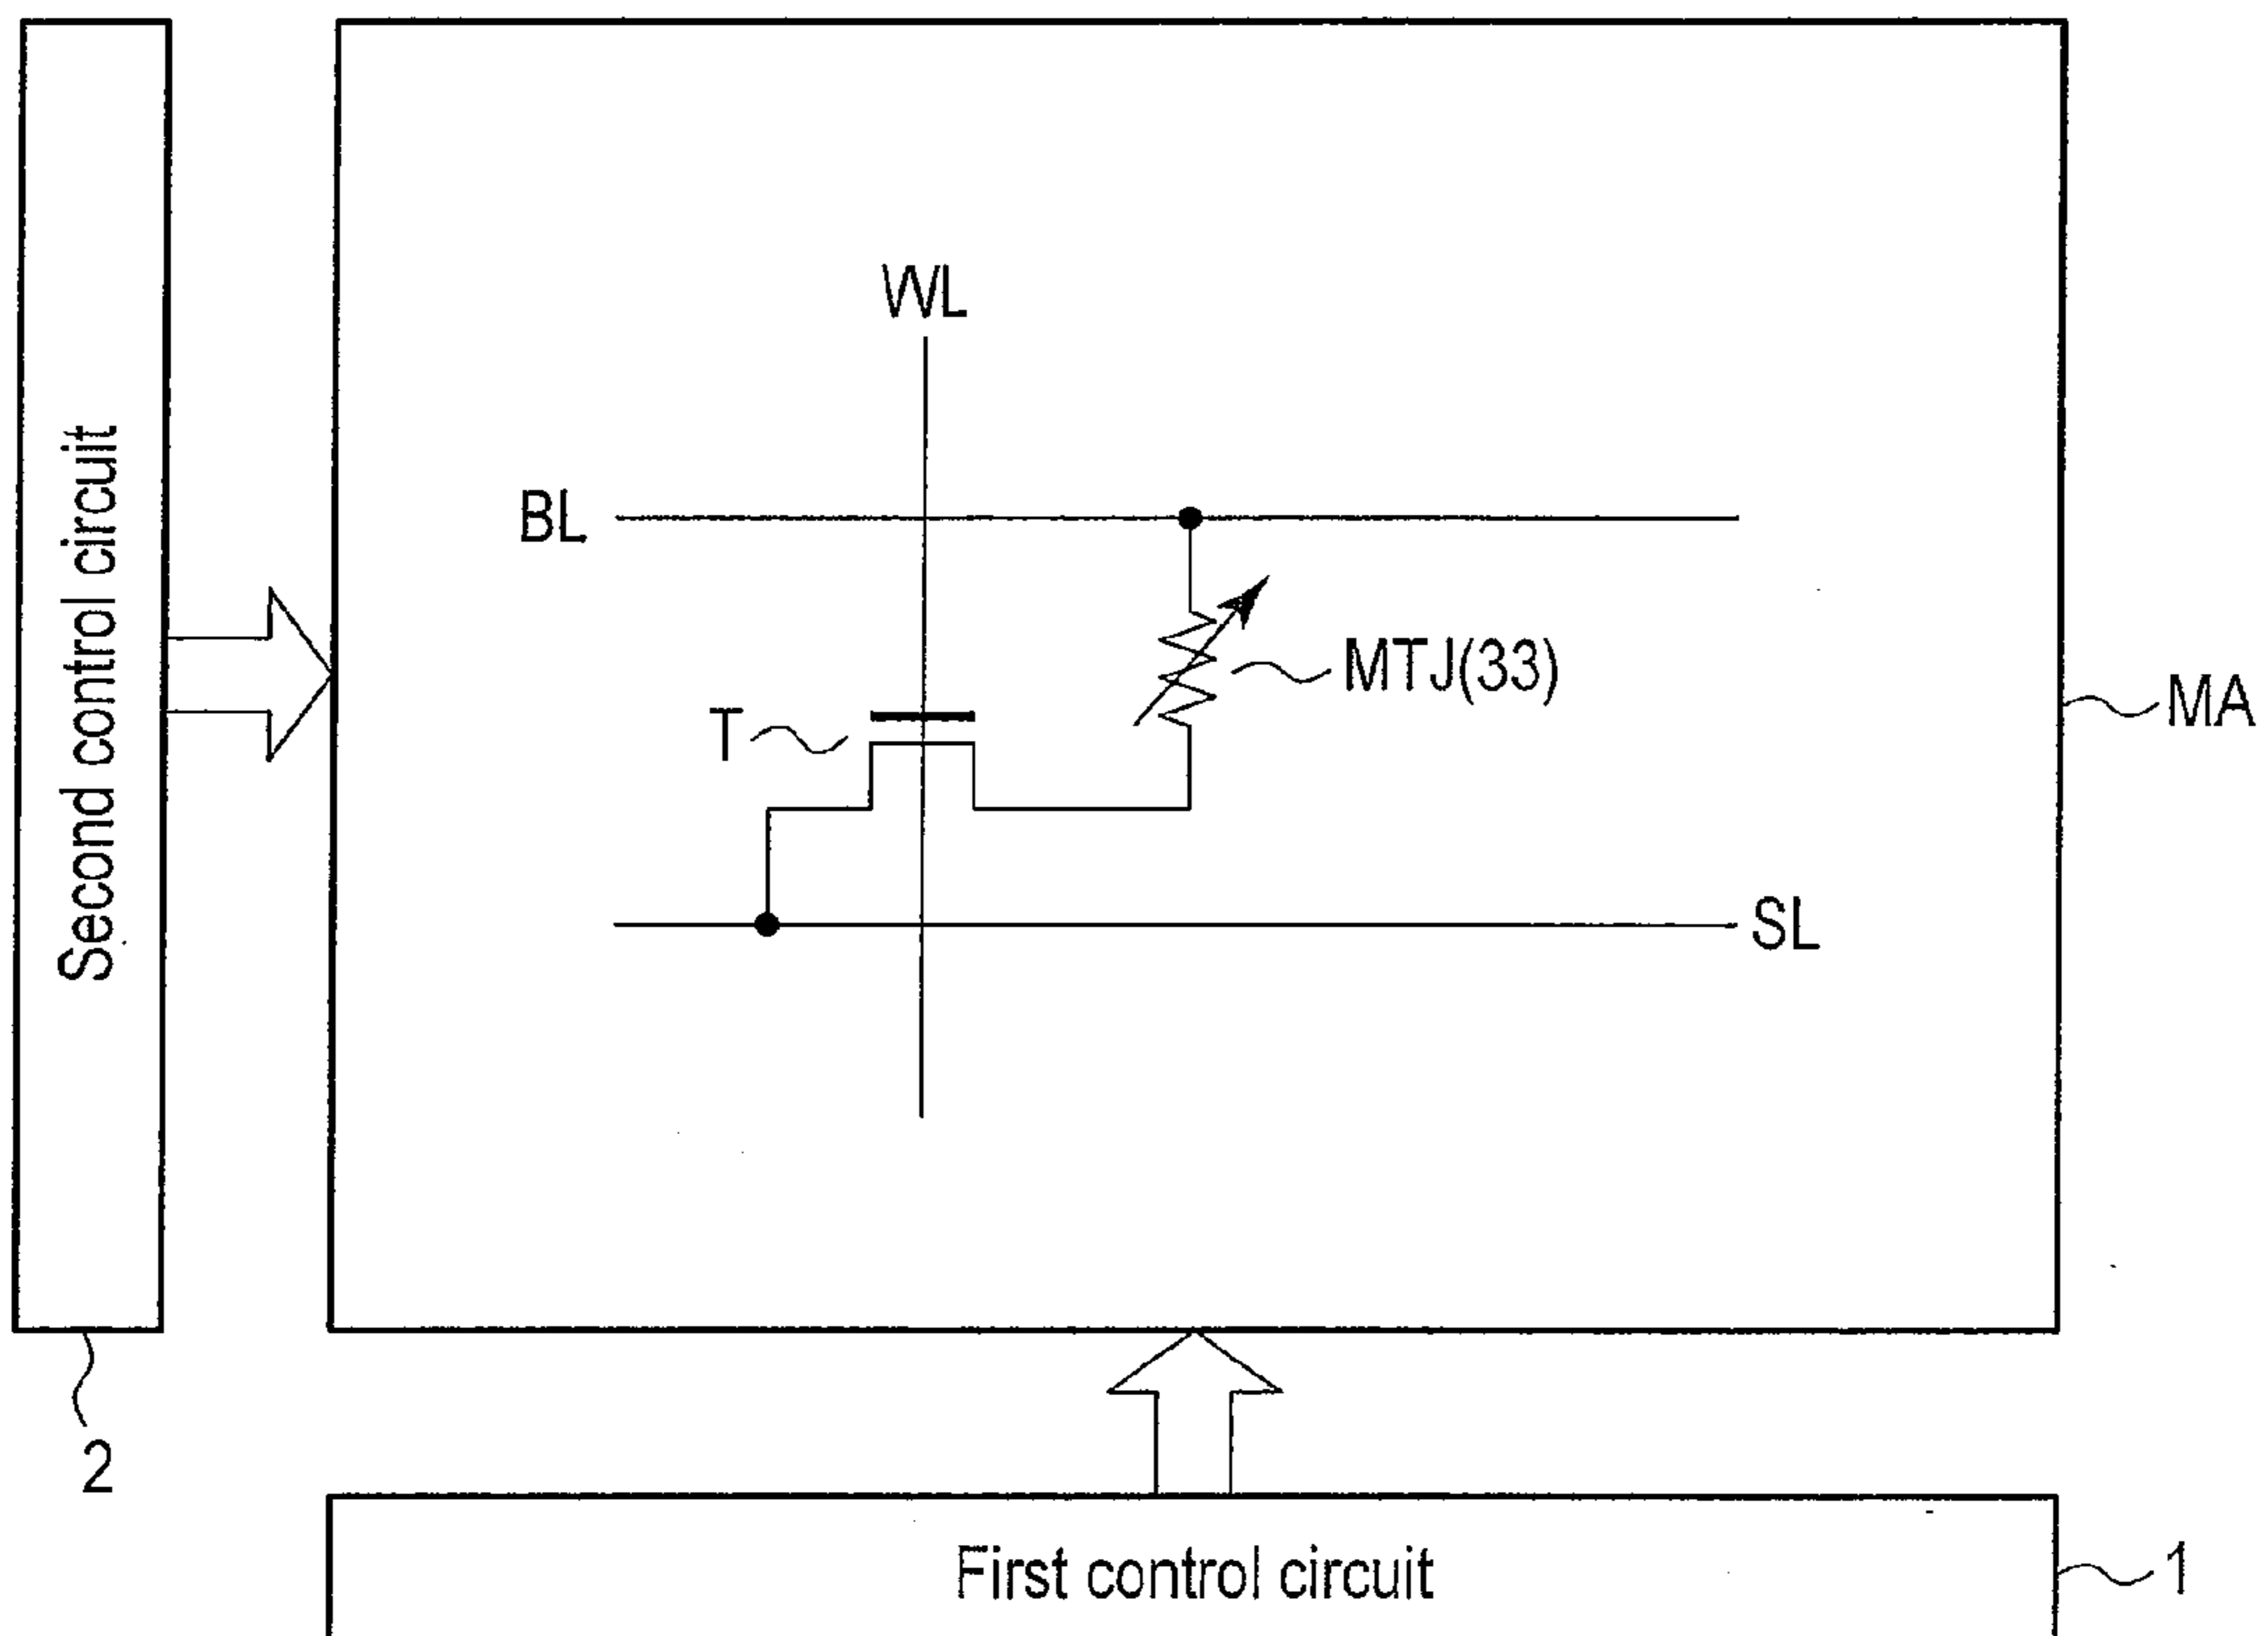 WL
BL
MTJ(33)
MA
T
SL
Second control circuit
2
First control circuit
1